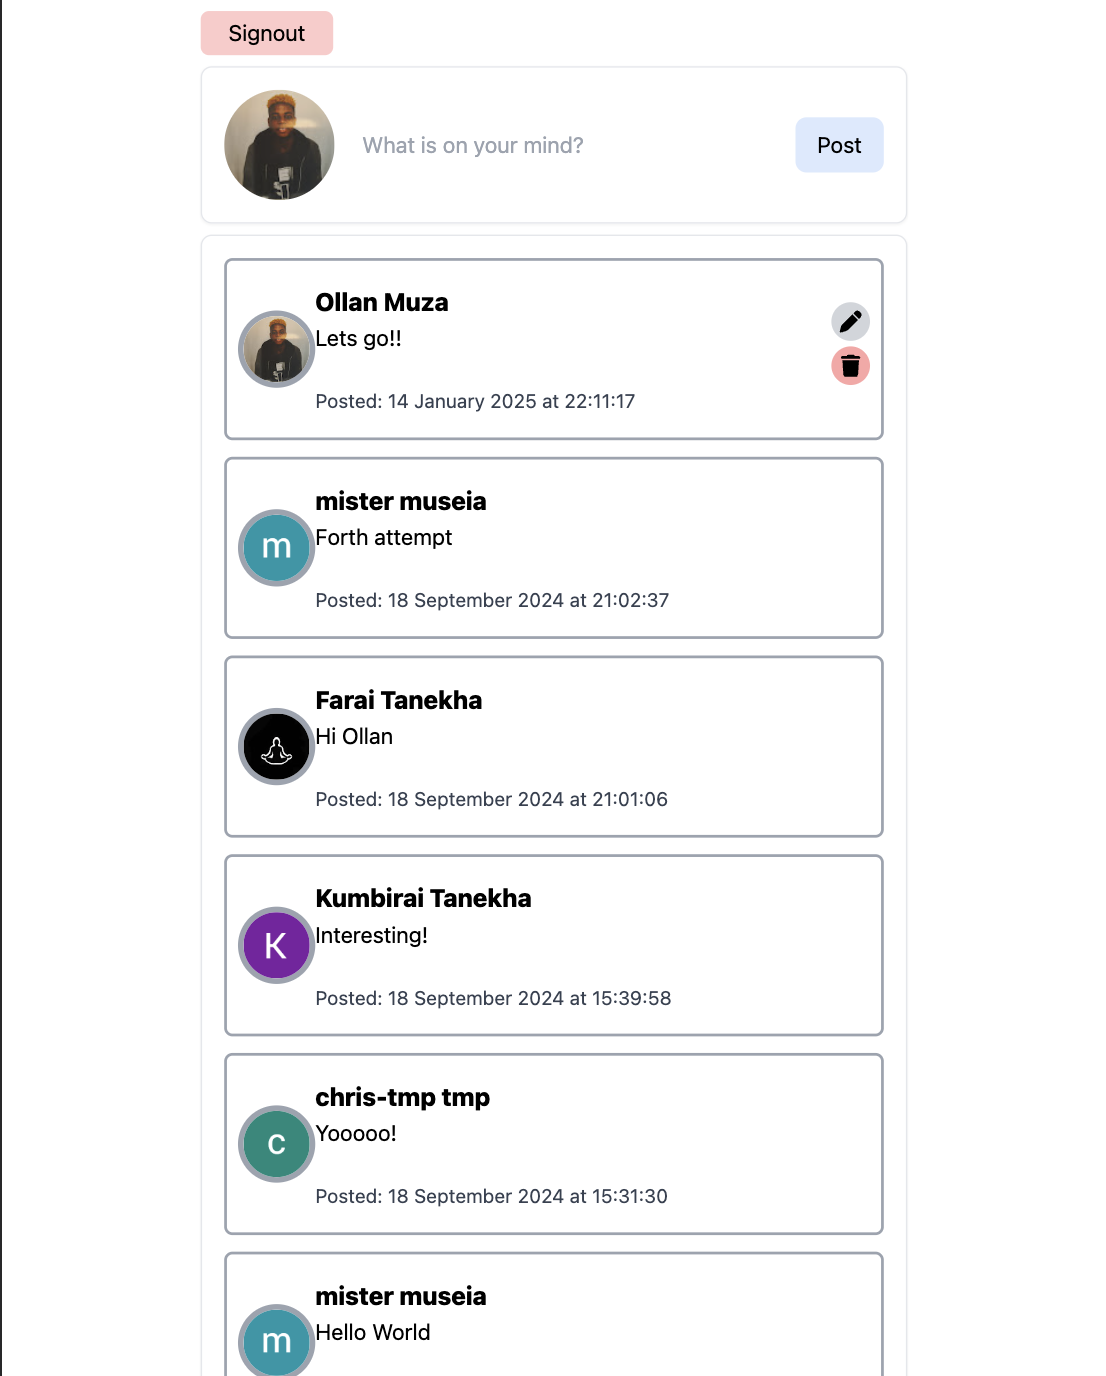 Signout
What is on your mind?
Post
Ollan Muza
Lets go!!
Posted: 14 January 2025 at 22:11:17
m
mister museia
Forth attempt
Posted: 18 September 2024 at 21:02:37
Farai Tanekha
Hi Ollan
Posted: 18 September 2024 at 21:01:06
K
Kumbirai Tanekha
Interesting!
Posted: 18 September 2024 at 15:39:58
c
chris-tmp tmp
Yooooo!
Posted: 18 September 2024 at 15:31:30
m
mister museia
Hello World